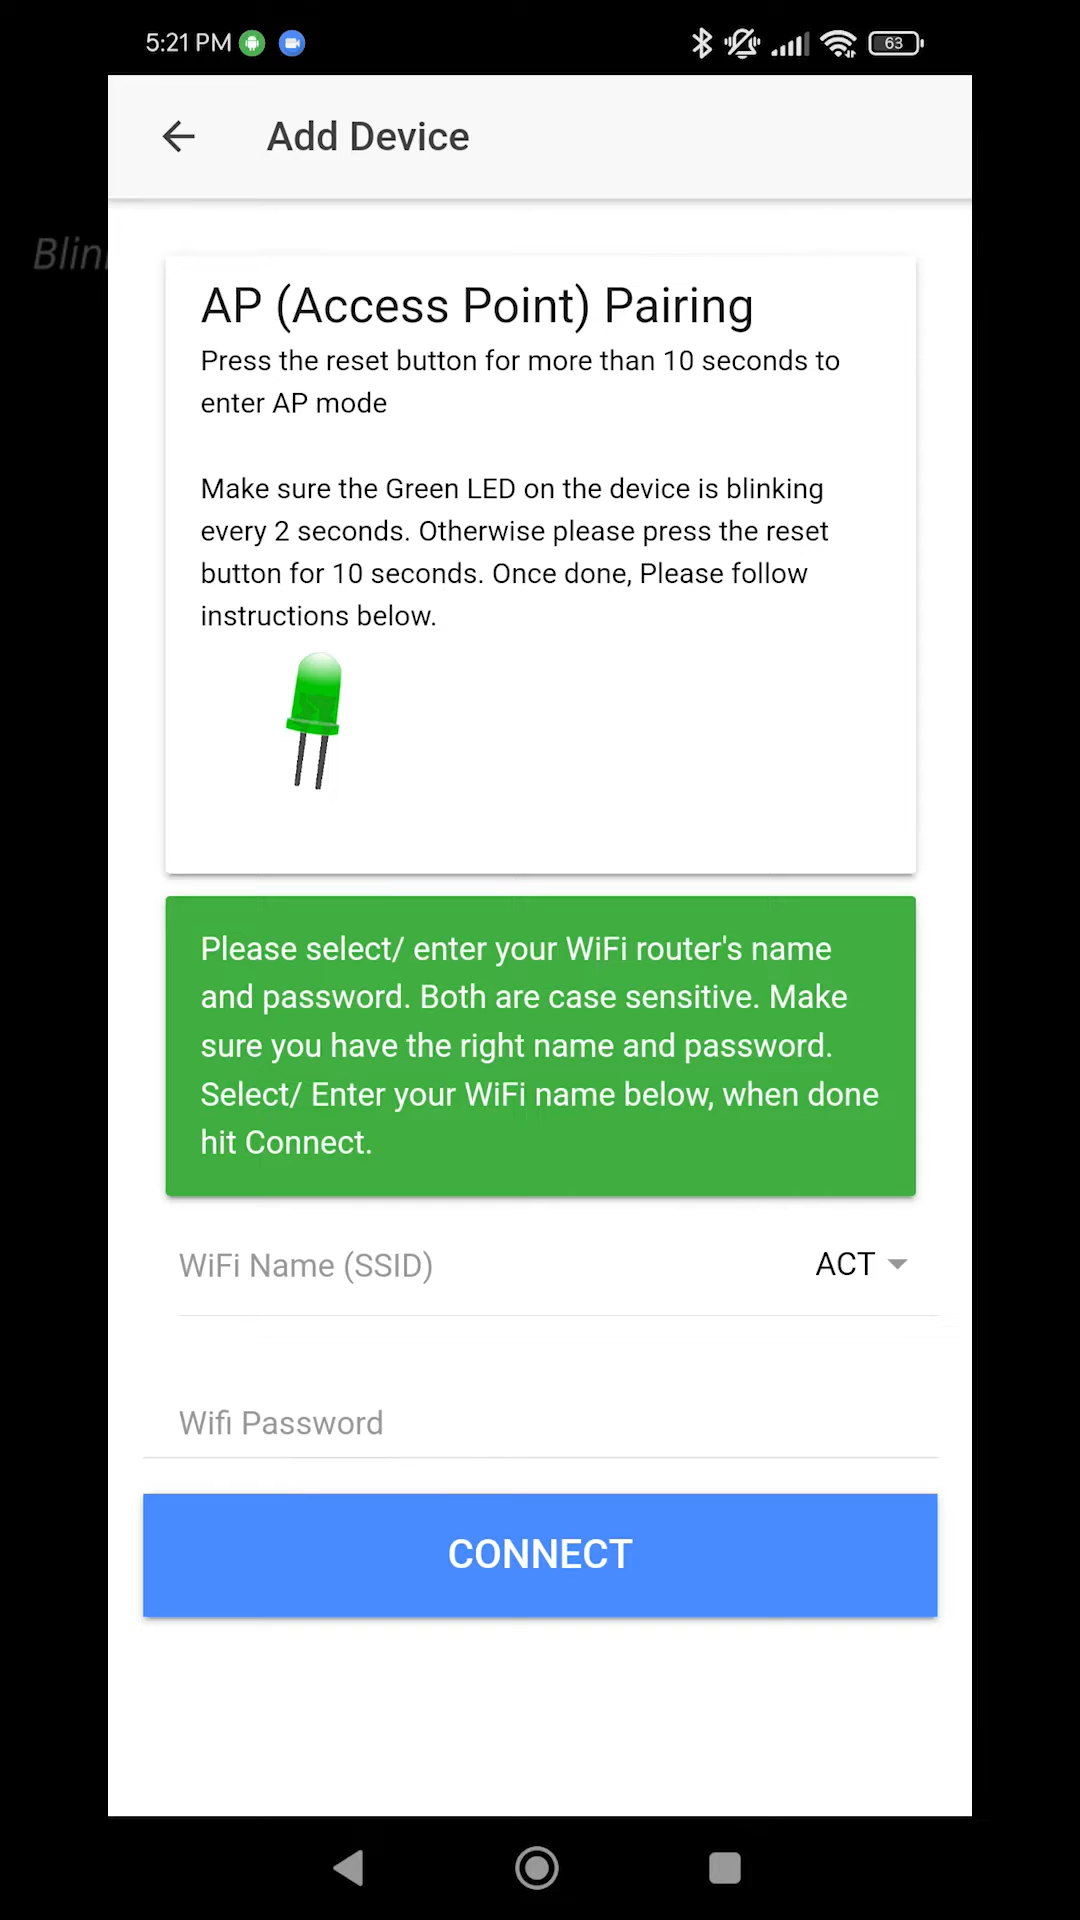 5:21 PM
63
Add Device
Blin
AP (Access Point) Pairing
Press the reset button for more than 10 seconds to
enter AP mode
Make sure the Green LED on the device is blinking
every 2 seconds. Otherwise please press the reset
button for 10 seconds. Once done, Please follow
instructions below.
Please select/ enter your WiFi router's name
and password. Both are case sensitive. Make
sure you have the right name and password.
Select/ Enter your WiFi name below, when done
hit Connect.
WiFi Name (SSID) ACT
Wifi Password
CONNECT